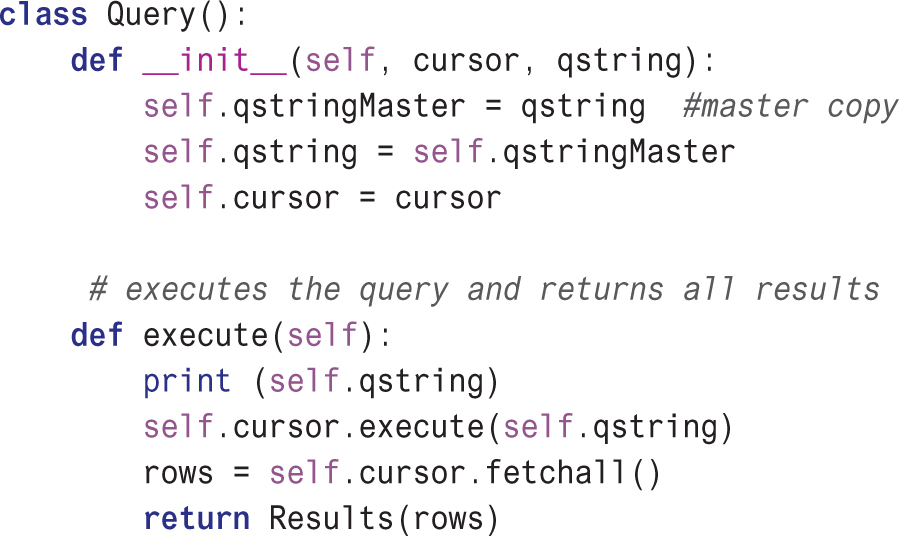 class Query():
    def __init__(self, cursor, qstring):
        self.qstringMaster = qstring  #master copy
        self.qstring = self.qstringMaster
        self.cursor = cursor

     # executes the query and returns all results
    def execute(self):
        print (self.qstring)
        self.cursor.execute(self.qstring)
        rows = self.cursor.fetchall()
        return Results(rows)